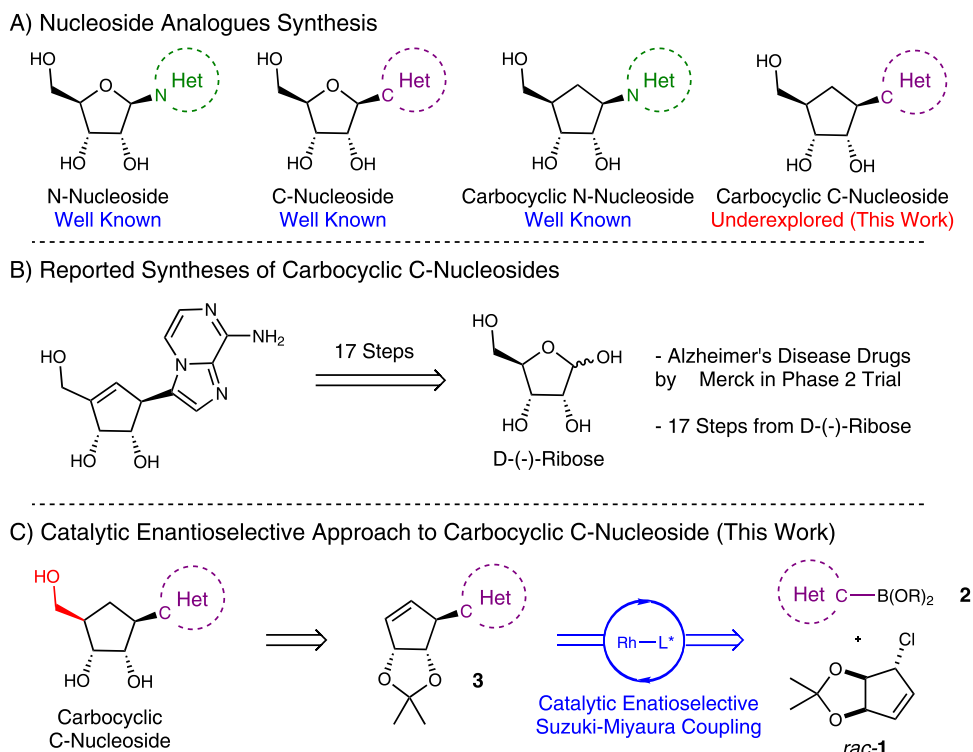 A) Nucleoside Analogues Synthesis
HO O N Het HO OH
HO O C Het HO OH
HO N Het HO OH
HO C Het HO OH
N-Nucleoside
Well Known
C-Nucleoside
Well Known
Carbocyclic N-Nucleoside
Well Known
Carbocyclic C-Nucleoside
Underexplored (This Work)
B) Reported Syntheses of Carbocyclic C-Nucleosides
HO N NH2 N N HO OH
17 Steps
HO O OH HO OH
D-(-)-Ribose
- Alzheimer's Disease Drugs
by Merck in Phase 2 Trial
- 17 Steps from D-(-)-Ribose
C) Catalytic Enantioselective Approach to Carbocyclic C-Nucleoside (This Work)
HO C Het HO OH
Carbocyclic
C-Nucleoside
C Het O O
3
Rh L*
Catalytic Enatioselective
Suzuki-Miyaura Coupling
Het C B(OR)2 2
+
Cl O O
rac-1